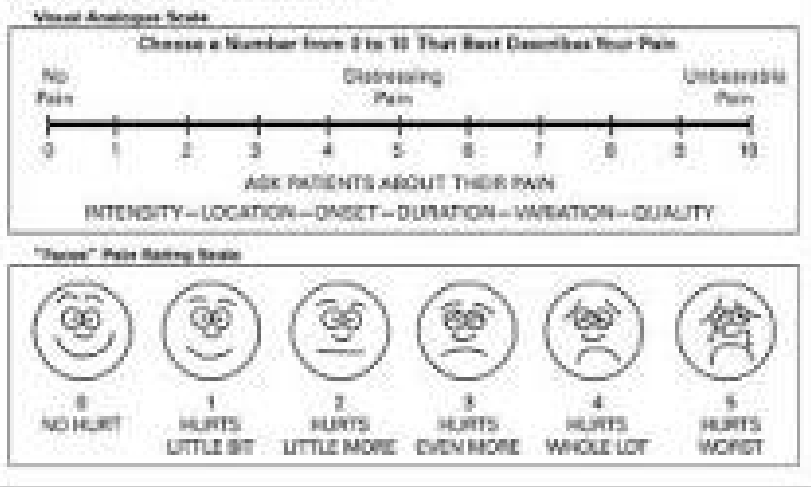 Visual Analogue Scale
Choose a Number from 0 to 10 That Best Describes Your Pain
No Pain
Distressing Pain
Unbearable Pain
0 1 2 3 4 5 6 7 8 9 10
ASK PATIENTS ABOUT THEIR PAIN
INTENSITY–LOCATION–ONSET–DURATION–VARIATION–QUALITY
"Faces" Pain Rating Scale
0
NO HURT
1
HURTS
LITTLE BIT
2
HURTS
LITTLE MORE
3
HURTS
EVEN MORE
4
HURTS
WHOLE LOT
5
HURTS
WORST